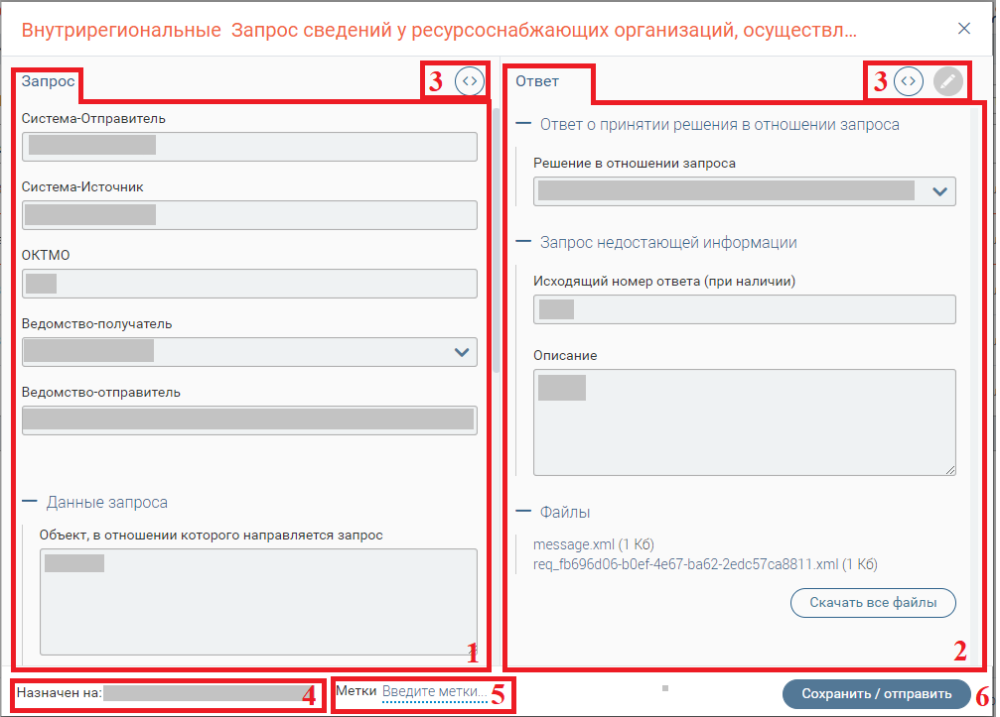 Внутрирегиональные Запрос сведений у ресурсоснабжающих организаций, осуществл...
Запрос
3 <>
Система-Отправитель
Система-Источник
ОКТМО
Ведомство-получатель
Ведомство-отправитель
Данные запроса
Объект, в отношении которого направляется запрос
1
Ответ
3 <>
Ответ о принятии решения в отношении запроса
Решение в отношении запроса
Запрос недостающей информации
Исходящий номер ответа (при наличии)
Описание
Файлы
message.xml (1 Кб)
req_fb696d06-b0ef-4e67-ba62-2edc57ca8811.xml (1 Кб)
Скачать все файлы
2
Назначен на: 4
Метки Введите метки... 5
Сохранить / отправить 6